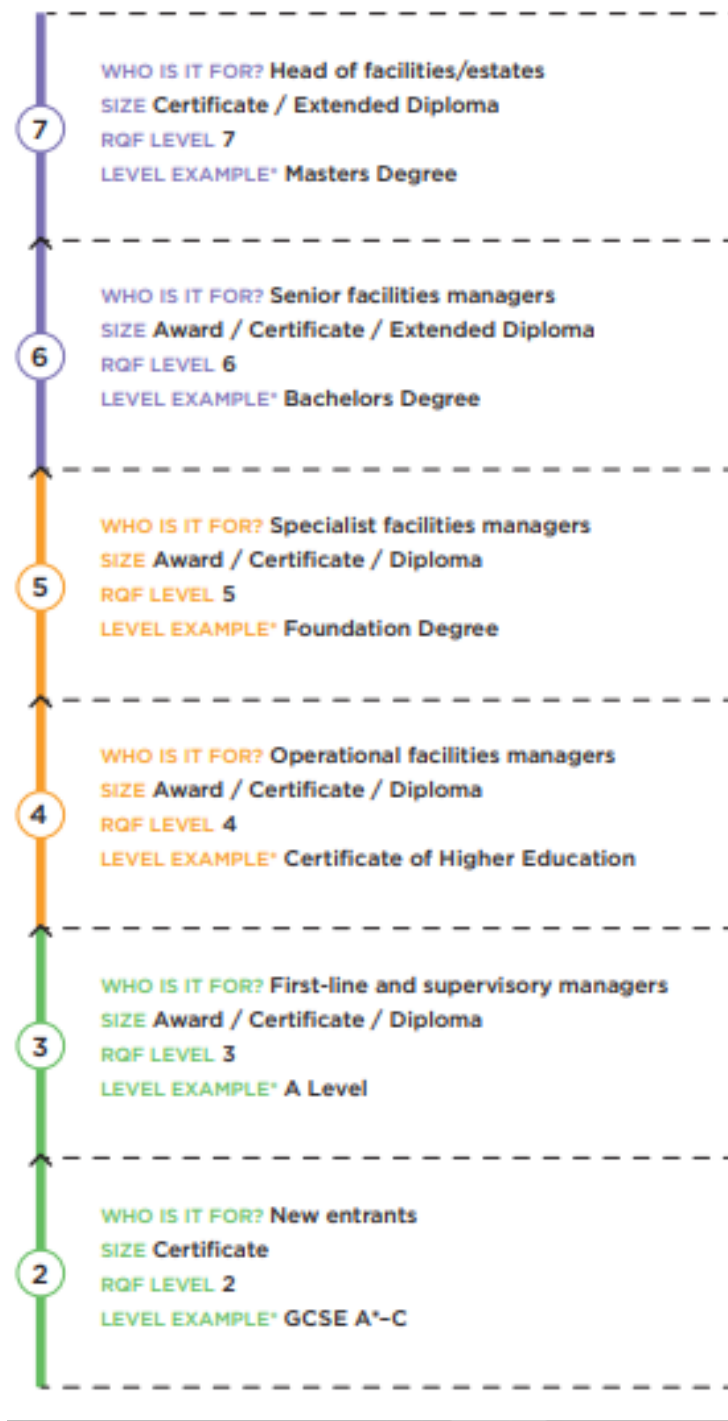 WHO IS IT FOR? Head of facilities/estates
SIZE Certificate / Extended Diploma
7
RQF LEVEL 7
LEVEL EXAMPLE* Masters Degree
WHO IS IT FOR? Senior facilities managers
SIZE Award / Certificate / Extended Diploma
6
RQF LEVEL 6
LEVEL EXAMPLE* Bachelors Degree
WHO IS IT FOR? Specialist facilities managers
SIZE Award / Certificate / Diploma
5
RQF LEVEL 5
LEVEL EXAMPLE* Foundation Degree
WHO IS IT FOR? Operational facilities managers
SIZE Award / Certificate / Diploma
4
RQF LEVEL 4
LEVEL EXAMPLE* Certificate of Higher Education
WHO IS IT FOR? First-line and supervisory managers
SIZE Award / Certificate / Diploma
3
RQF LEVEL 3
LEVEL EXAMPLE* A Level
WHO IS IT FOR? New entrants
SIZE Certificate
2
RQF LEVEL 2
LEVEL EXAMPLE* GCSE A*–C